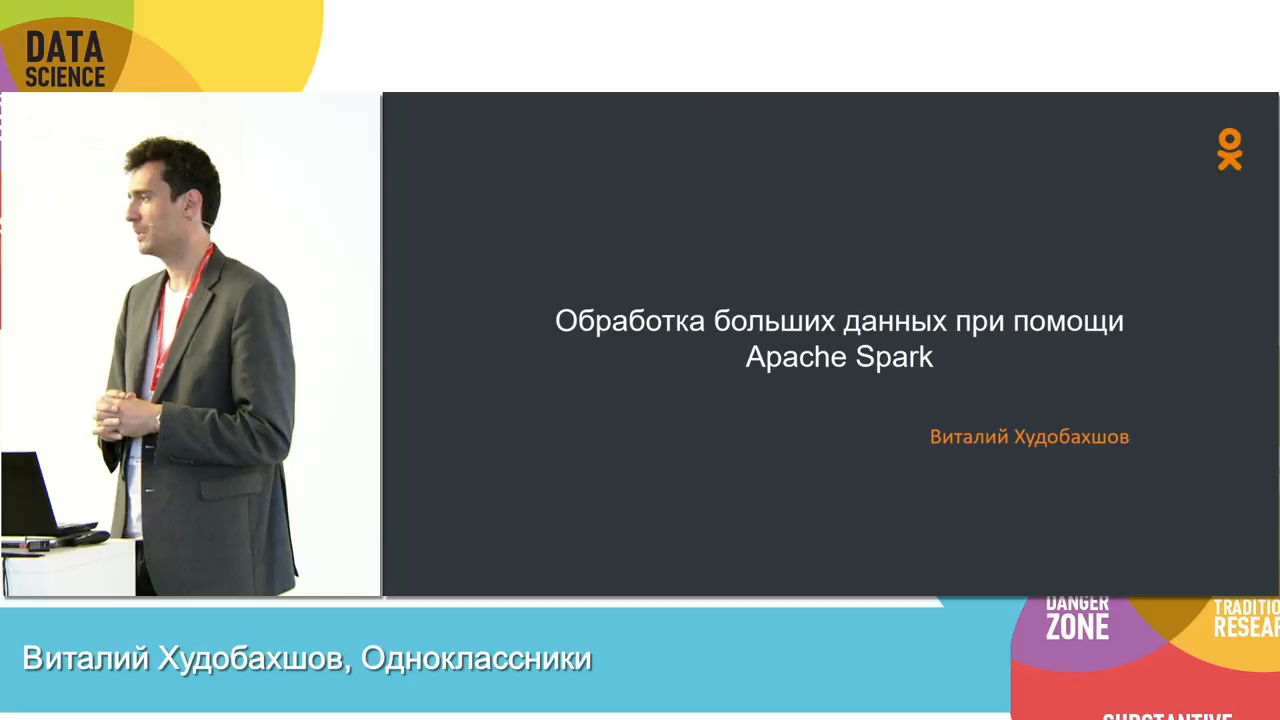 DATA
SCIENCE
Обработка больших данных при помощи
Apache Spark
Виталий Худобахшов
DANGER
ZONE
Виталий Худобахшов, Одноклассники